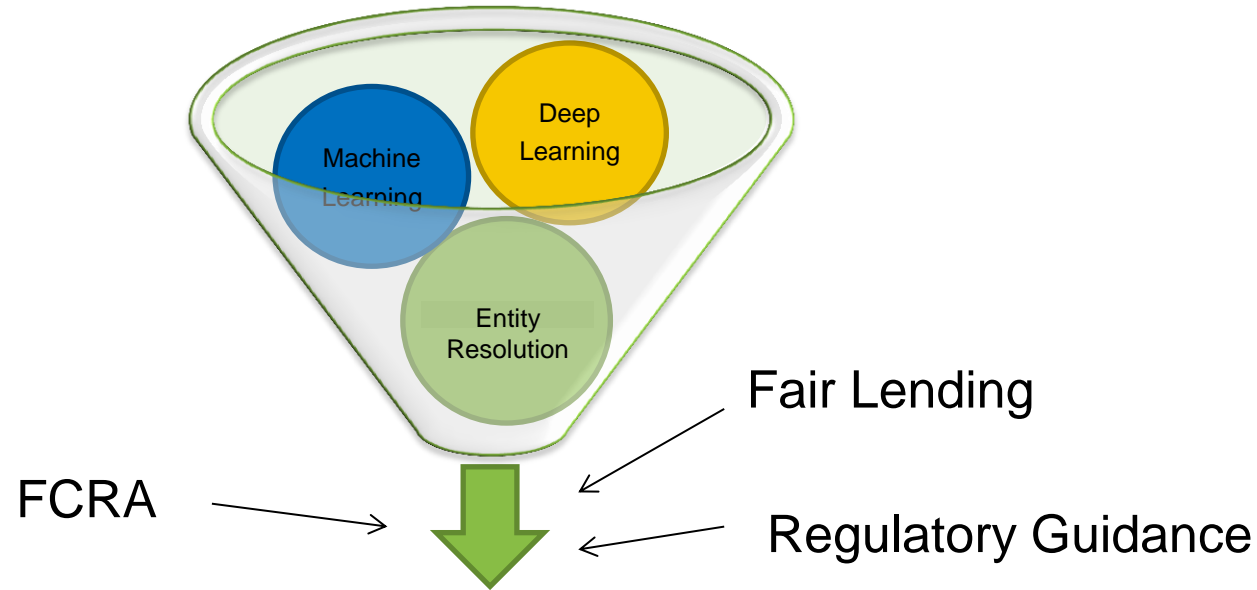 Deep
Learning
Machine
Learning
Entity
Resolution
Fair Lending
FCRA
Regulatory Guidance